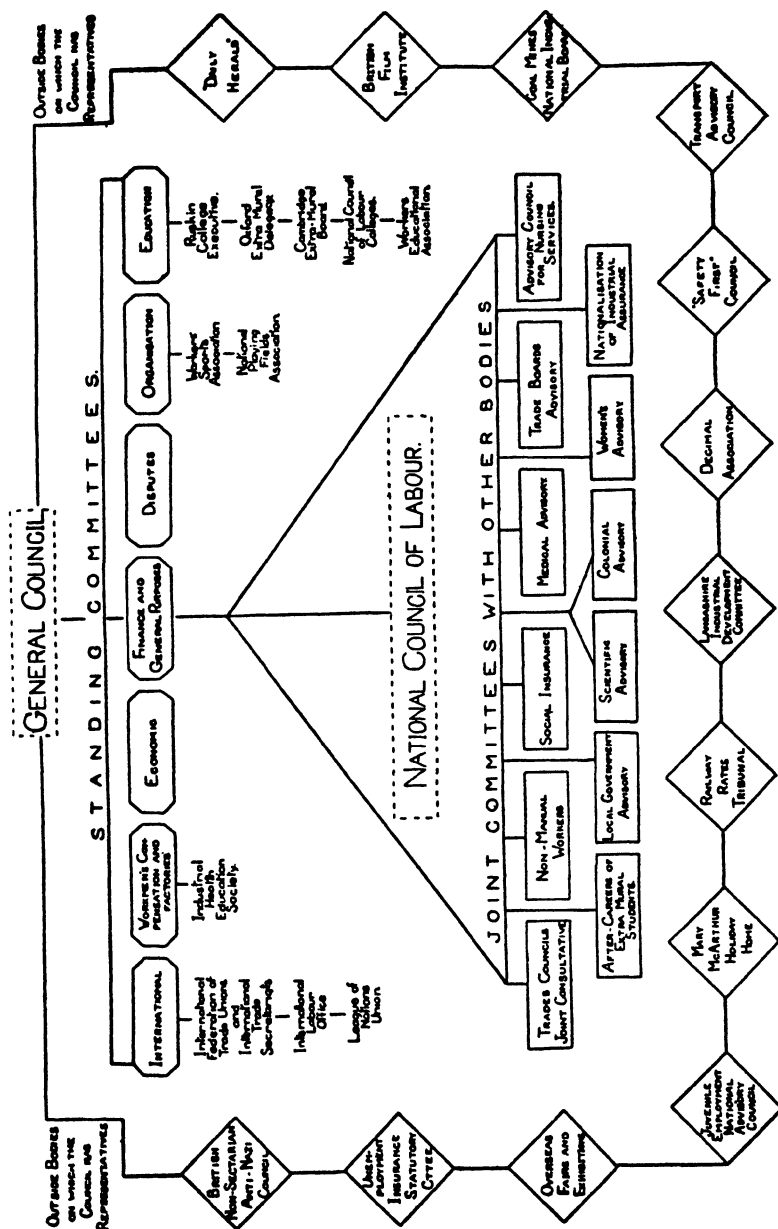 GENERAL COUNCIL
OUTSIDE BODIES
ON WHICH THE
COUNCIL HAS
REPRESENTATIVES
OUTSIDE BODIES
ON WHICH THE
COUNCIL HAS
REPRESENTATIVES
STANDING COMMITTEES.
INTERNATIONAL
WORKMEN'S COM-
PENSATION AND
FACTORIES
ECONOMIC
FINANCE AND
GENERAL PURPOSES
DISPUTES
ORGANISATION
EDUCATION
International
Federation of
Trade Unions
and
International
Trade
Secretariats
International
Labour
Office
League of
Nations
Union
Industrial
Health
Education
Society.
Workers
Sports
Association
National
Playing
Fields
Association
Ruskin
College
Executive.
Oxford
Extra Mural
Delegacy
Cambridge
Extra-Mural
Board
National Council
of Labour
Colleges.
Workers
Educational
Association.
NATIONAL COUNCIL OF LABOUR.
JOINT COMMITTEES WITH OTHER BODIES
TRADES COUNCILS
JOINT CONSULTATIVE
NON-MANUAL
WORKERS
SOCIAL INSURANCE
MEDICAL ADVISORY
TRADE BOARDS
ADVISORY
ADVISORY COUNCIL
FOR NURSING
SERVICES.
AFTER-CAREERS OF
EXTRA MURAL
STUDENTS
LOCAL GOVERNMENT
ADVISORY
SCIENTIFIC
ADVISORY
COLONIAL
ADVISORY
WOMEN'S
ADVISORY
NATIONALISATION
OF INDUSTRIAL
ASSURANCE
BRITISH
NON-SECTARIAN
ANTI-NAZI
COUNCIL
UNEM-
PLOYMENT
INSURANCE
STATUTORY
CTTEE
OVERSEAS
FAIRS AND
EXHIBITIONS
JUVENILE
EMPLOYMENT
NATIONAL
ADVISORY
COUNCIL
MARY
McARTHUR
HOLIDAY
HOME
RAILWAY
RATES
TRIBUNAL
LANCASHIRE
INDUSTRIAL
DEVELOPMENT
COMMITTEE
DECIMAL
ASSOCIATION
"SAFETY
FIRST"
COUNCIL
TRANSPORT
ADVISORY
COUNCIL
COAL MINES
NATIONAL INDUS-
TRIAL BOARD
BRITISH
FILM
INSTITUTE
"DAILY
HERALD"